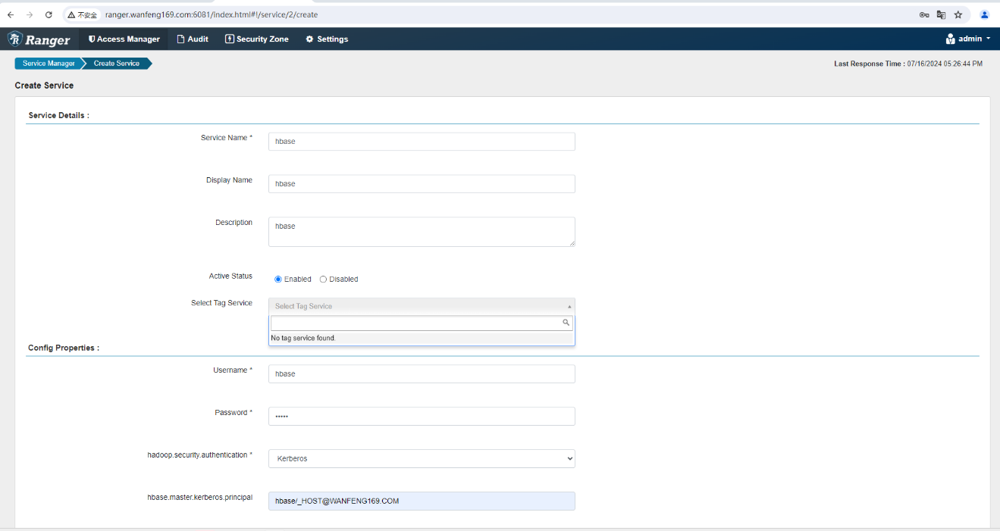 不安全 ranger.wanfeng169.com:6081/index.html#!/service/2/create
Ranger Access Manager Audit Security Zone Settings admin
Service Manager Create Service Last Response Time : 07/16/2024 05:26:44 PM
Create Service
Service Details :
Service Name * hbase
Display Name hbase
Description hbase
Active Status Enabled Disabled
Select Tag Service Select Tag Service
No tag service found.
Config Properties :
Username * hbase
Password * •••••
hadoop.security.authentication * Kerberos
hbase.master.kerberos.principal hbase/_HOST@WANFENG169.COM